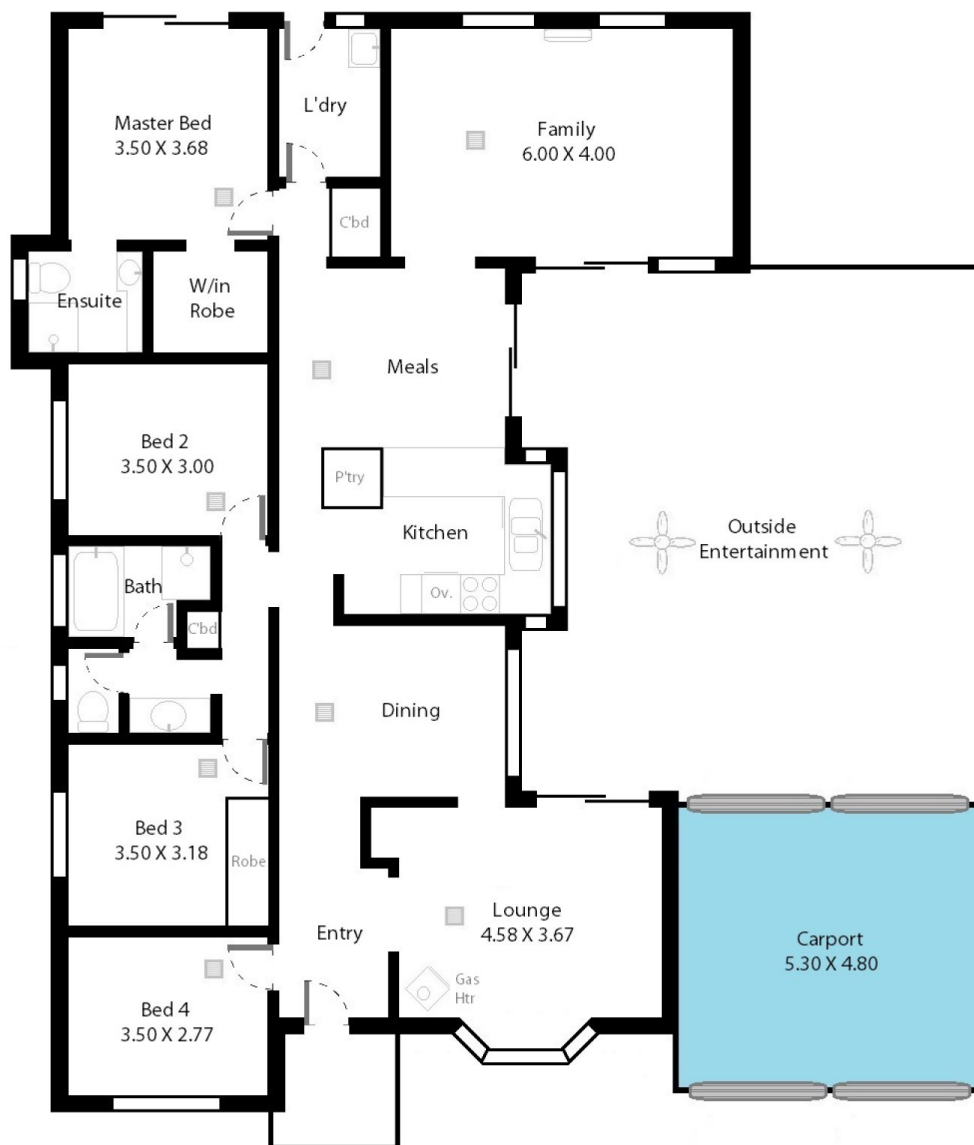 Master Bed
3.50 X 3.68
L'dry
Family
6.00 X 4.00
C'bd
Ensuite
W/in
Robe
Meals
Bed 2
3.50 X 3.00
P'try
Kitchen
Ov.
Outside
Entertainment
Bath
C'bd
Dining
Bed 3
3.50 X 3.18
Robe
Entry
Lounge
4.58 X 3.67
Gas
Htr
Carport
5.30 X 4.80
Bed 4
3.50 X 2.77